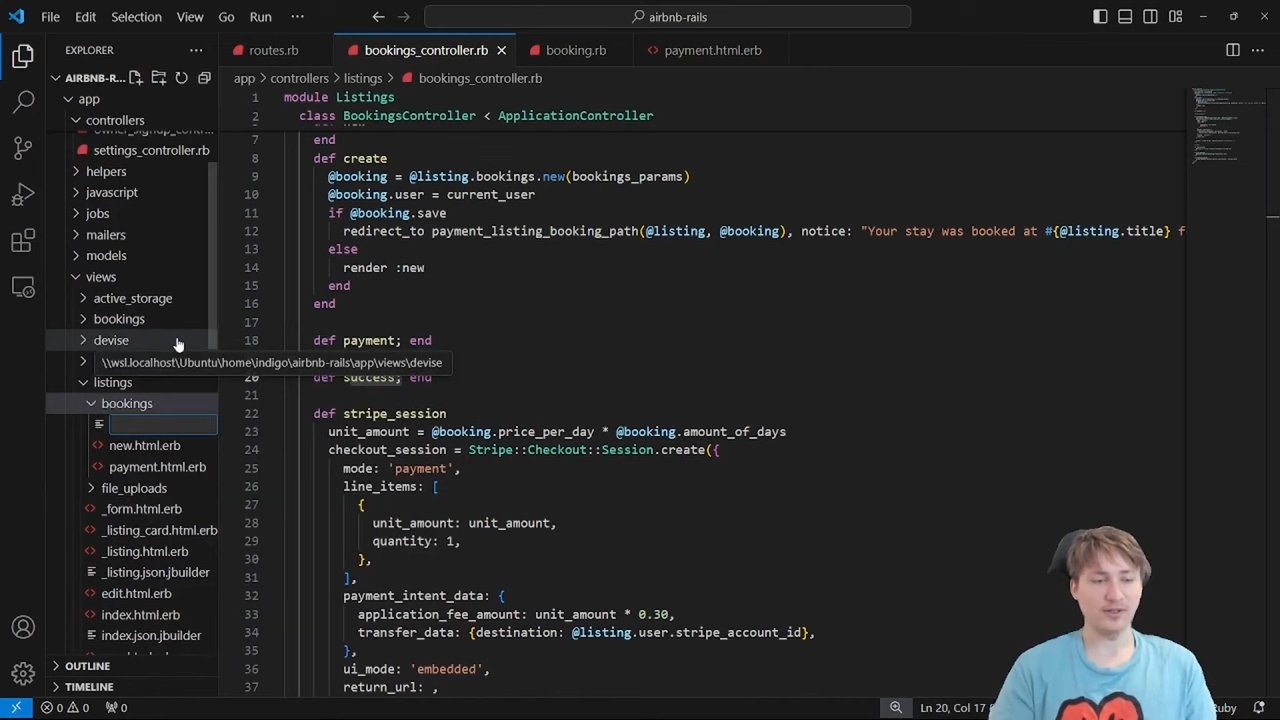 File Edit Selection View Go Run ···
airbnb-rails
EXPLORER
routes.rb
bookings_controller.rb
booking.rb
payment.html.erb
AIRBNB-R...
app > controllers > listings > bookings_controller.rb
app
controllers
settings_controller.rb
helpers
javascript
jobs
mailers
models
views
active_storage
bookings
devise
\\wsl.localhost\Ubuntu\home\indigo\airbnb-rails\app\views\devise
listings
bookings
new.html.erb
payment.html.erb
file_uploads
_form.html.erb
_listing_card.html.erb
_listing.html.erb
_listing.json.jbuilder
edit.html.erb
index.html.erb
index.json.jbuilder
OUTLINE
TIMELINE
1 module Listings
2 class BookingsController < ApplicationController
7 end
8 def create
9 @booking = @listing.bookings.new(bookings_params)
10 @booking.user = current_user
11 if @booking.save
12 redirect_to payment_listing_booking_path(@listing, @booking), notice: "Your stay was booked at #{@listing.title} f
13 else
14 render :new
15 end
16 end
17
18 def payment; end
20 def success; end
21
22 def stripe_session
23 unit_amount = @booking.price_per_day * @booking.amount_of_days
24 checkout_session = Stripe::Checkout::Session.create({
25 mode: 'payment',
26 line_items: [
27 {
28 unit_amount: unit_amount,
29 quantity: 1,
30 },
31 ],
32 payment_intent_data: {
33 application_fee_amount: unit_amount * 0.30,
34 transfer_data: {destination: @listing.user.stripe_account_id},
35 },
36 ui_mode: 'embedded',
37 return_url: ,
0 0 0
Ln 20, Col 17
Ruby